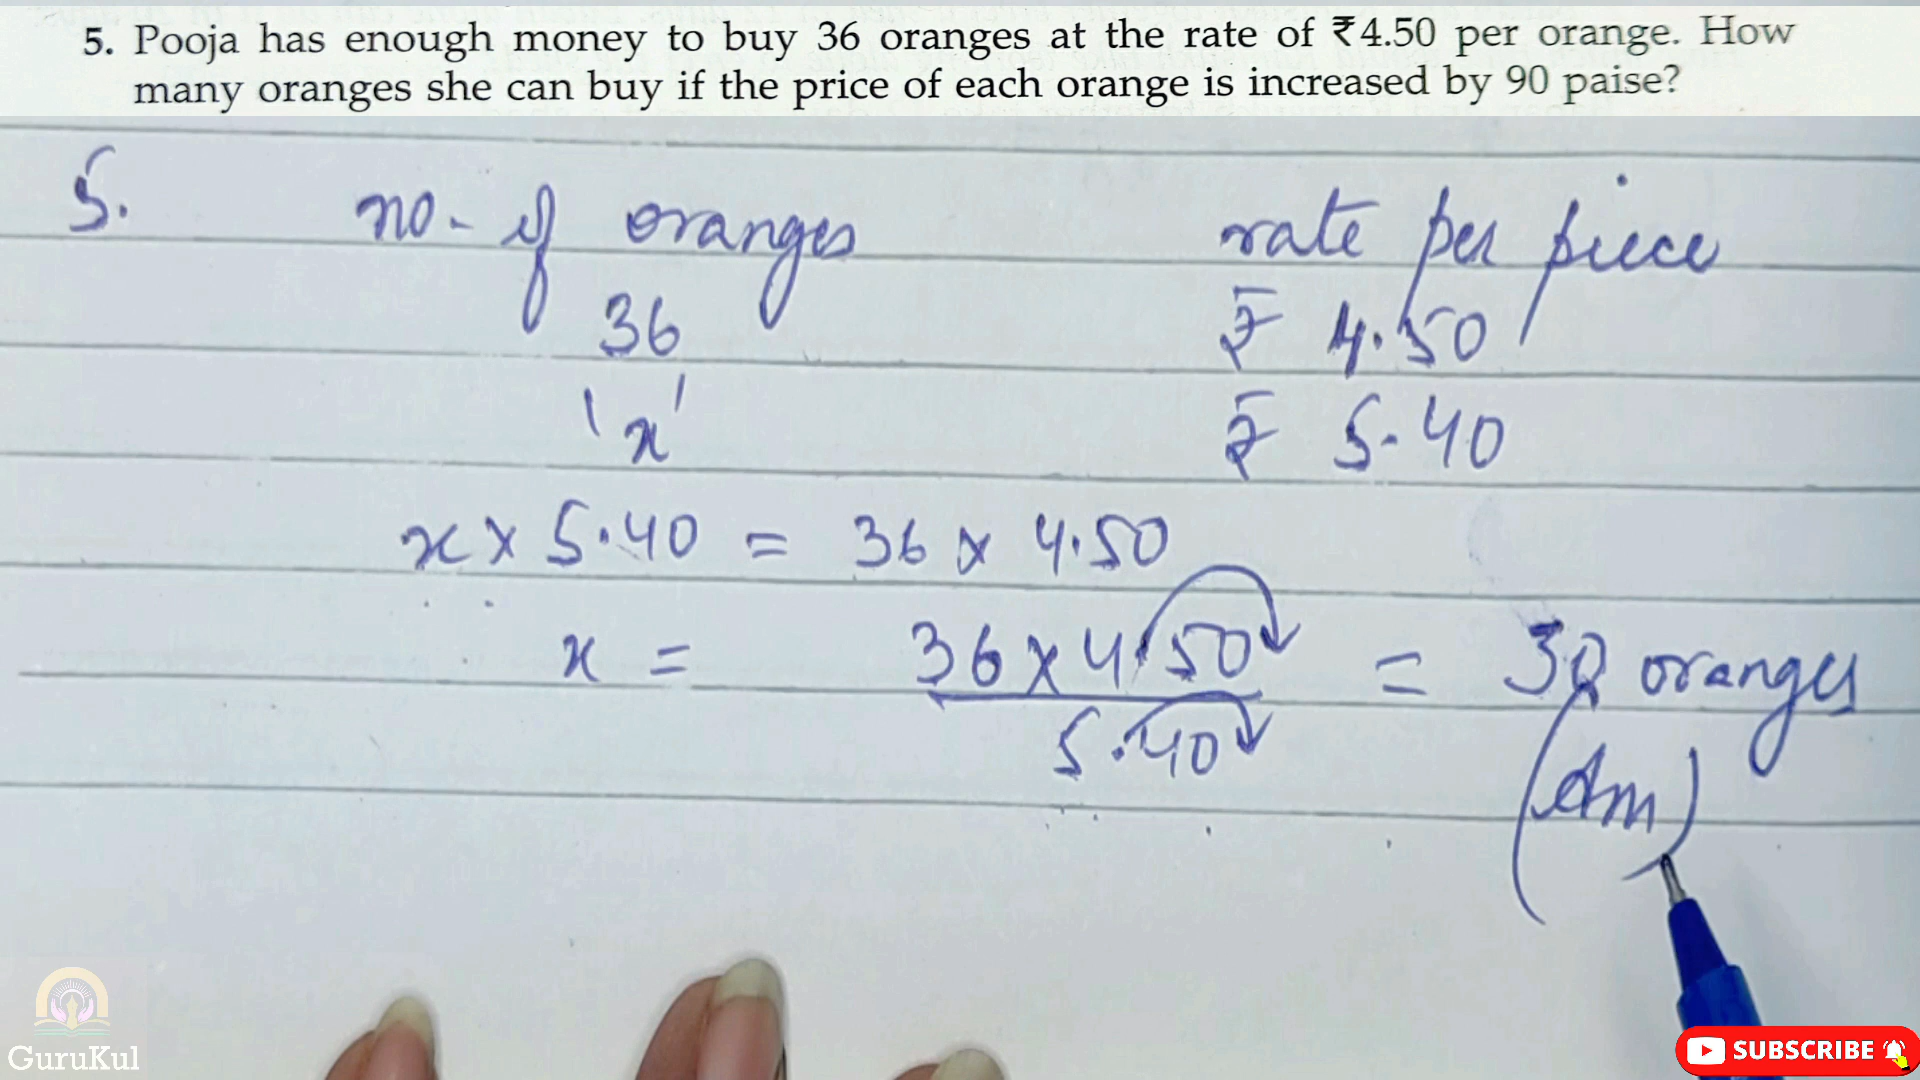 5. Pooja has enough money to buy 36 oranges at the rate of ₹4.50 per orange. How
many oranges she can buy if the price of each orange is increased by 90 paise?
5. no. of oranges rate per piece
36 ₹ 4.50
'x' ₹ 5.40
x × 5.40 = 36 × 4.50
x = 36 × 4.50 / 5.40 = 30 oranges
(Ans)
GuruKul
SUBSCRIBE